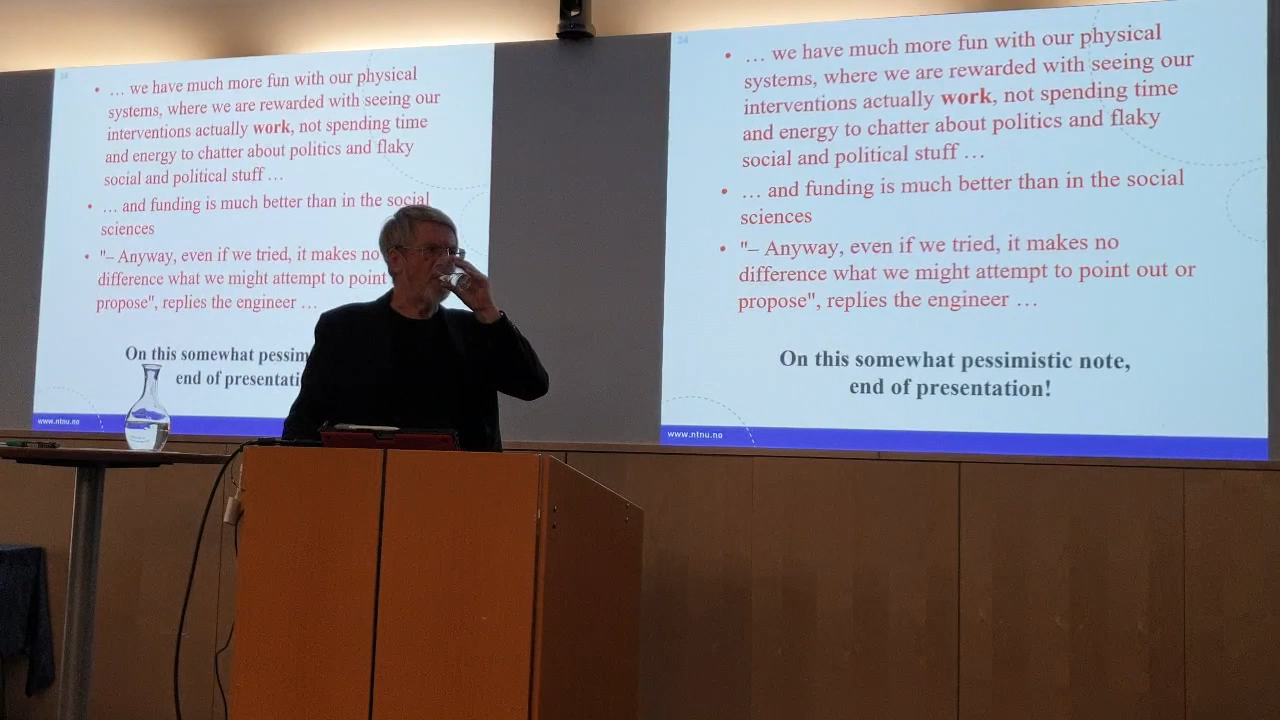 34
• … we have much more fun with our physical
systems, where we are rewarded with seeing our
interventions actually work, not spending time
and energy to chatter about politics and flaky
social and political stuff …
• … and funding is much better than in the social
sciences
• "– Anyway, even if we tried, it makes no
difference what we might attempt to point
propose", replies the engineer …
On this somewhat pessim
end of presentati
www.ntnu.no
34
• … we have much more fun with our physical
systems, where we are rewarded with seeing our
interventions actually work, not spending time
and energy to chatter about politics and flaky
social and political stuff …
• … and funding is much better than in the social
sciences
• "– Anyway, even if we tried, it makes no
difference what we might attempt to point out or
propose", replies the engineer …
On this somewhat pessimistic note,
end of presentation!
www.ntnu.no